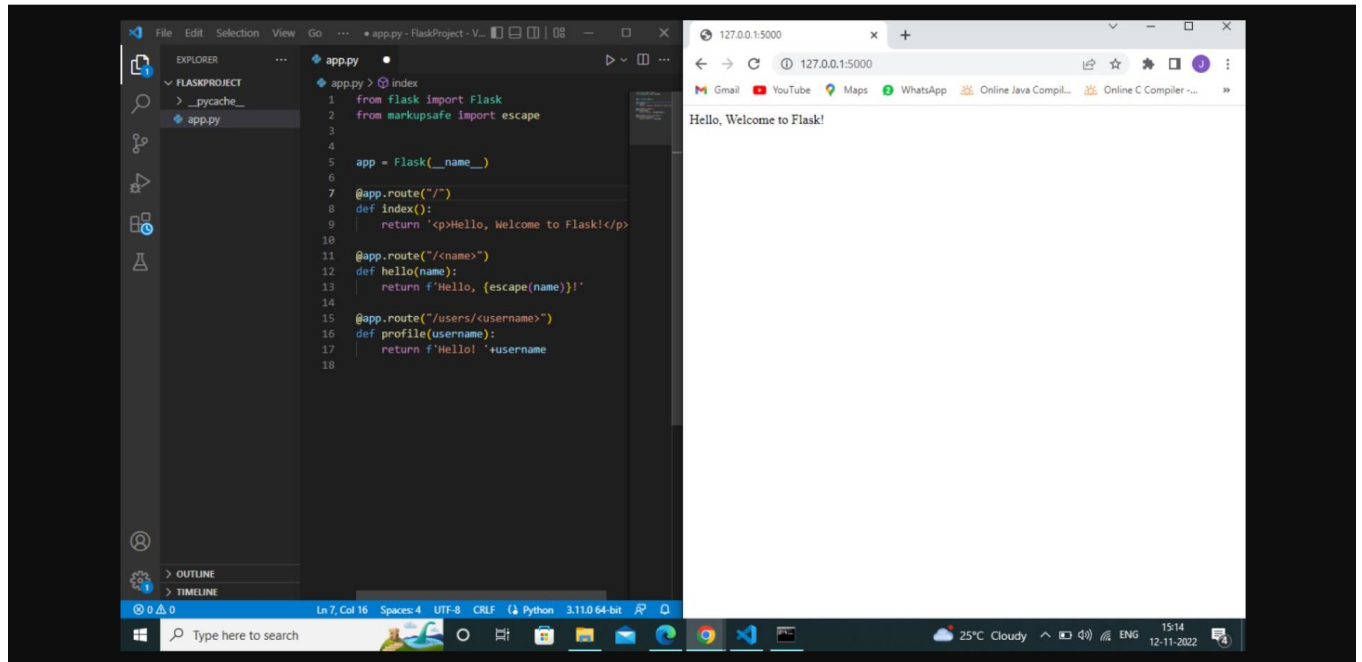 File Edit Selection View Go ··· ● app.py - FlaskProject - V...
EXPLORER ···
FLASKPROJECT
> __pycache__
app.py
OUTLINE
TIMELINE
app.py ●
app.py > index
1 from flask import Flask
2 from markupsafe import escape
3
4
5 app = Flask(__name__)
6
7 @app.route("/")
8 def index():
9 return '<p>Hello, Welcome to Flask!</p>
10
11 @app.route("/<name>")
12 def hello(name):
13 return f'Hello, {escape(name)}!'
14
15 @app.route("/users/<username>")
16 def profile(username):
17 return f'Hello! '+username
18
0 0 Ln 7, Col 16 Spaces: 4 UTF-8 CRLF Python 3.11.0 64-bit
127.0.0.1:5000
127.0.0.1:5000
J
Gmail YouTube Maps WhatsApp Online Java Compil... Online C Compiler -... »
Hello, Welcome to Flask!
Type here to search
25°C Cloudy ENG 15:14
12-11-2022
4